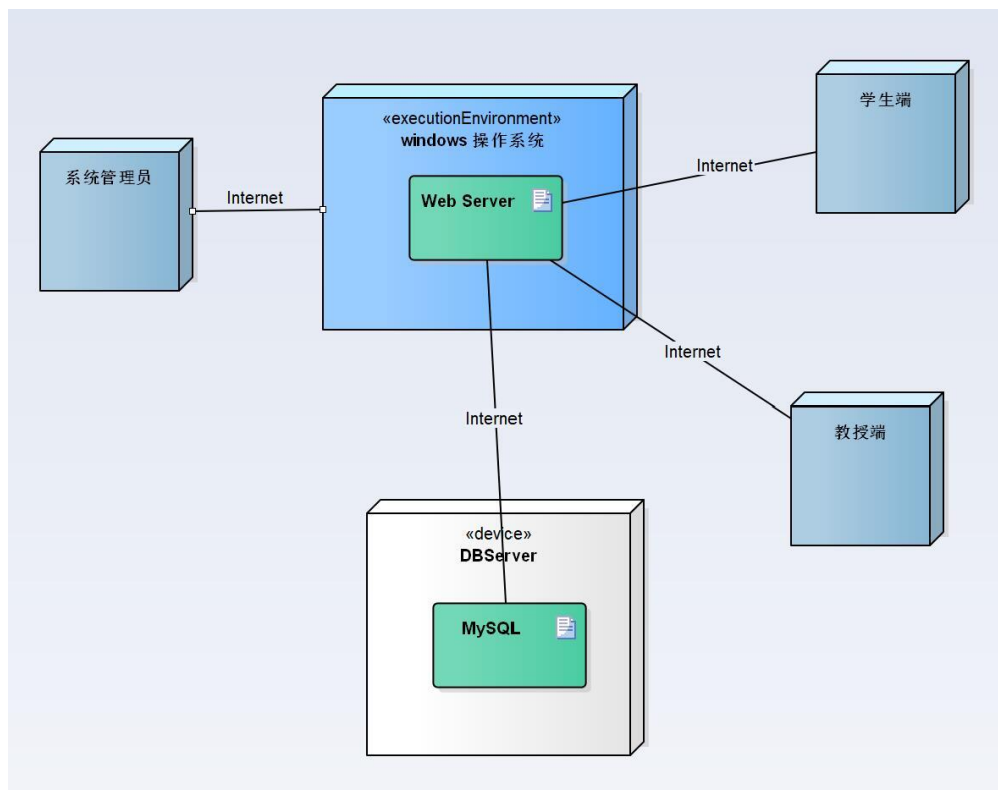 学生端
«executionEnvironment»
windows 操作系统
系统管理员
Internet
Web Server
Internet
Internet
教授端
Internet
«device»
DBServer
MySQL